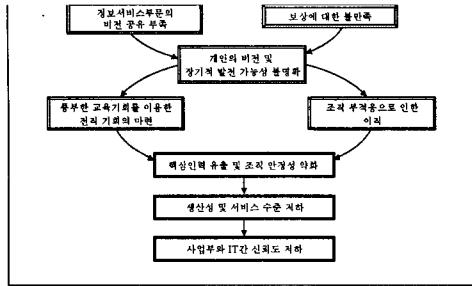 정보서비스부문의
비전 공유 부족
보상에 대한 불만족
개인의 비전 및
장기적 발전 가능성 불명확
풍부한 교육기회를 이용한
전직 기회의 마련
조직 부적응으로 인한
이직
핵심인력 유출 및 조직 안정성 약화
생산성 및 서비스 수준 저하
사업부와 IT간 신뢰도 저하